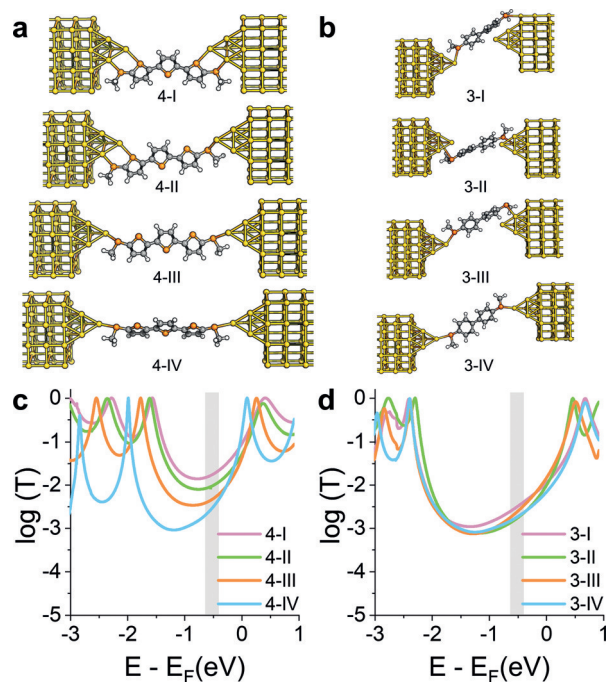 a
4-I
4-II
4-III
4-IV
b
3-I
3-II
3-III
3-IV
c
log (T)
0
-1
-2
-3
-4
-5
-3 -2 -1 0 1
E - EF(eV)
4-I
4-II
4-III
4-IV
d
log (T)
0
-1
-2
-3
-4
-5
-3 -2 -1 0 1
E - EF(eV)
3-I
3-II
3-III
3-IV